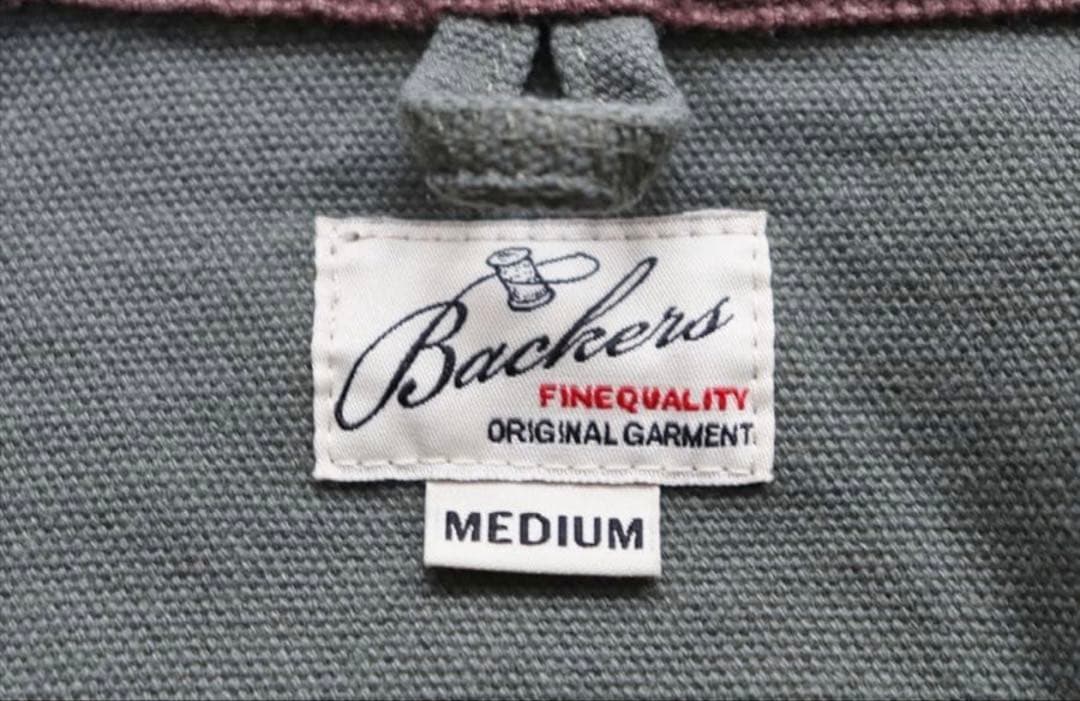 Backers
FINEQUALITY
ORIGINAL GARMENT.
MEDIUM